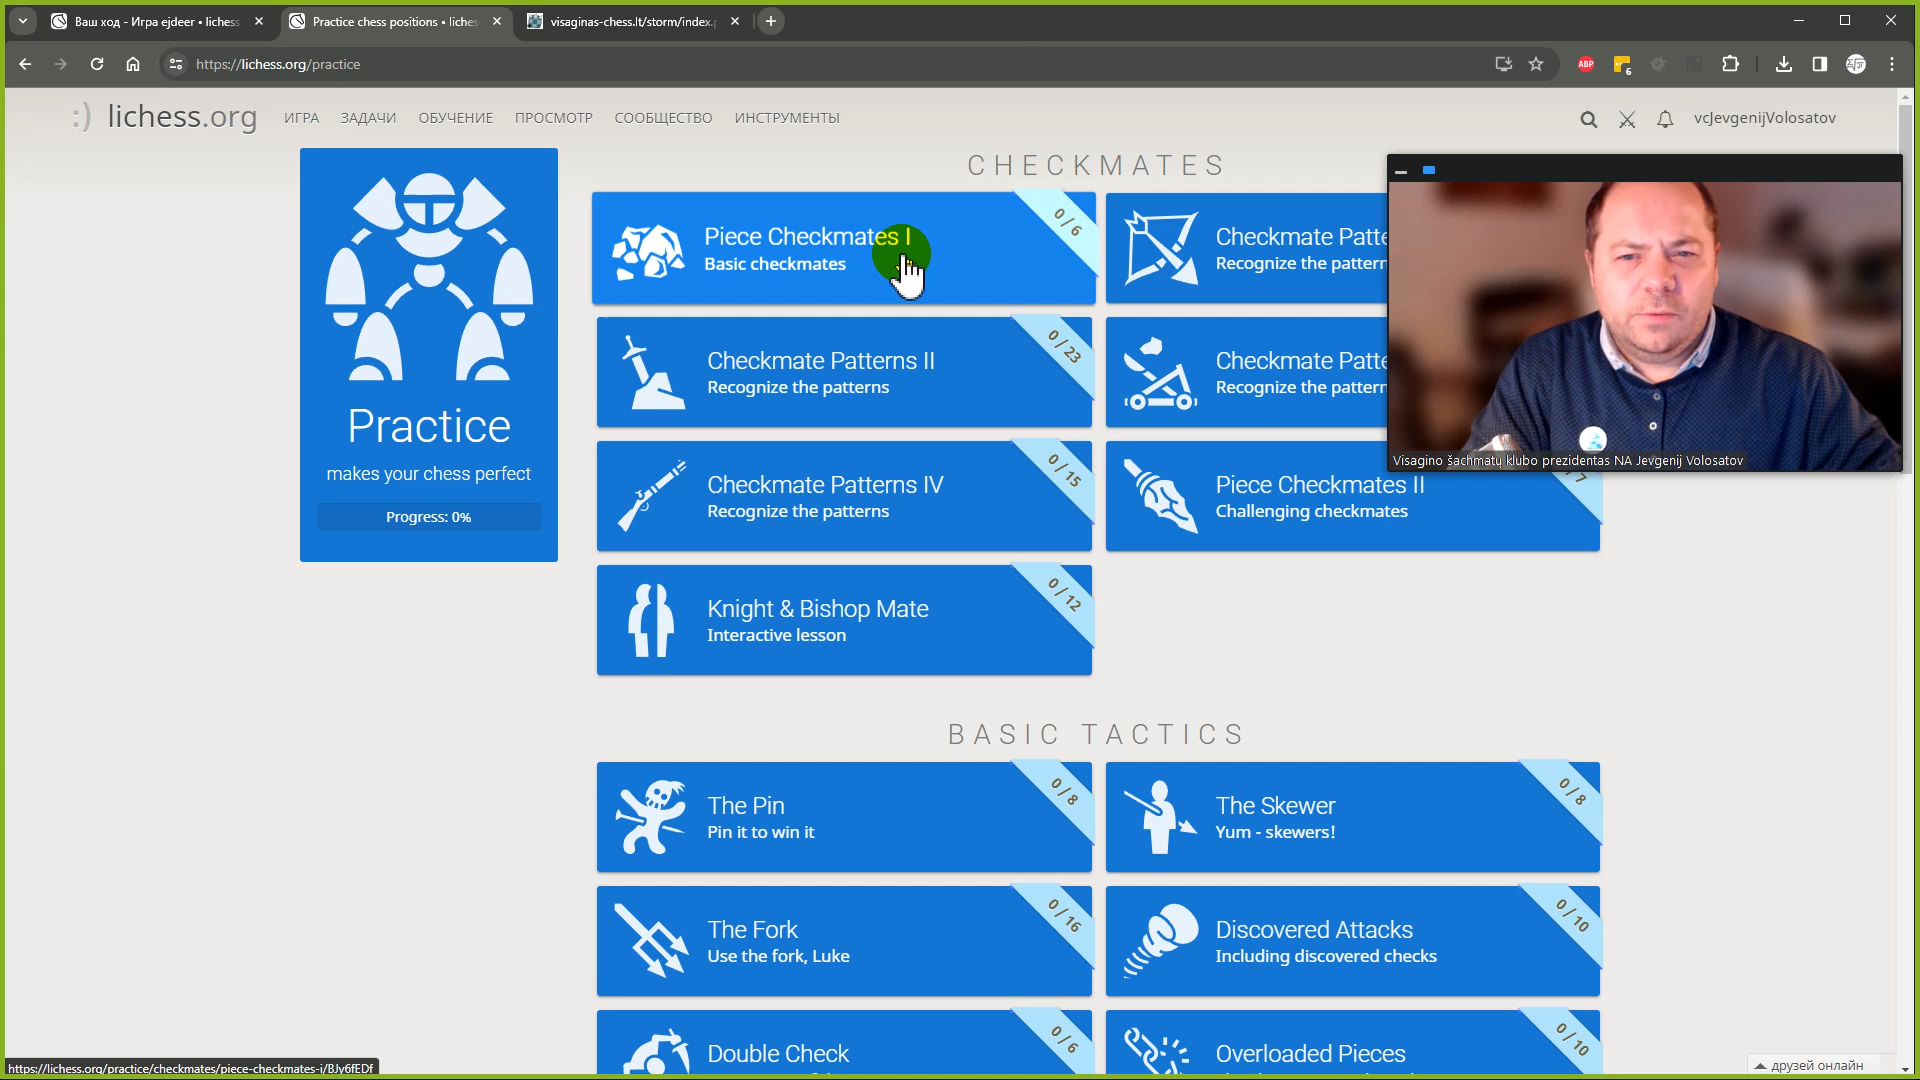 Ваш ход - Игра ejdeer • lichess
Practice chess positions • liches
visaginas-chess.lt/storm/index.p
https://lichess.org/practice
ABP
6
:) lichess.org
ИГРА ЗАДАЧИ ОБУЧЕНИЕ ПРОСМОТР СООБЩЕСТВО ИНСТРУМЕНТЫ
vcJevgenijVolosatov
Practice
makes your chess perfect
Progress: 0%
CHECKMATES
Piece Checkmates I
Basic checkmates
0 / 6
Checkmate Patte
Recognize the pattern
Checkmate Patterns II
Recognize the patterns
0 / 23
Checkmate Patte
Recognize the pattern
Checkmate Patterns IV
Recognize the patterns
0 / 15
Piece Checkmates II
Challenging checkmates
7
Knight & Bishop Mate
Interactive lesson
0 / 12
Visagino šachmatų klubo prezidentas NA Jevgenij Volosatov
BASIC TACTICS
The Pin
Pin it to win it
0 / 8
The Skewer
Yum - skewers!
0 / 8
The Fork
Use the fork, Luke
0 / 16
Discovered Attacks
Including discovered checks
0 / 10
Double Check
0 / 6
Overloaded Pieces
0 / 10
https://lichess.org/practice/checkmates/piece-checkmates-i/BJy6fEDf
друзей онлайн